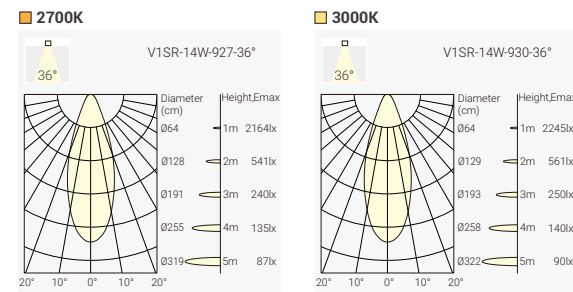 2700K
V1SR-14W-927-36°
36°
Diameter (cm)
Height,Emax
Ø64 1m 2164lx
Ø128 2m 541lx
Ø191 3m 240lx
Ø255 4m 135lx
Ø319 5m 87lx
20° 10° 0° 10° 20°
3000K
V1SR-14W-930-36°
36°
Diameter (cm)
Height,Emax
Ø64 1m 2245lx
Ø129 2m 561lx
Ø193 3m 250lx
Ø258 4m 140lx
Ø322 5m 90lx
20° 10° 0° 10° 20°